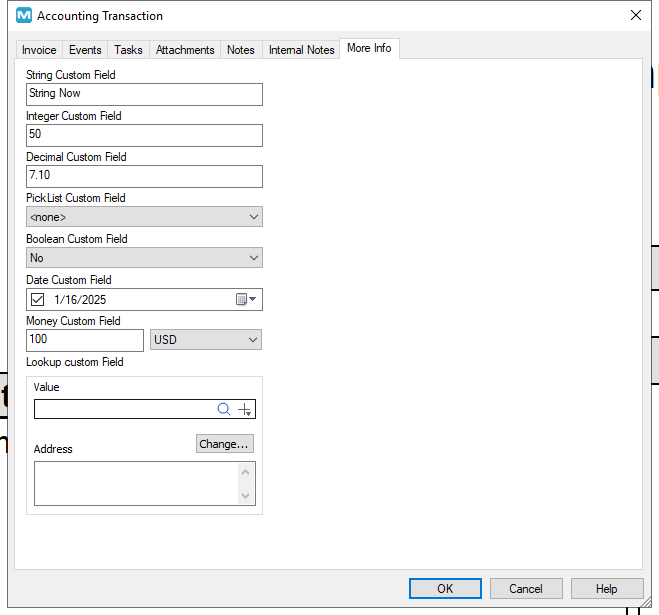 M Accounting Transaction
Invoice Events Tasks Attachments Notes Internal Notes More Info
String Custom Field
String Now
Integer Custom Field
50
Decimal Custom Field
7.10
PickList Custom Field
<none>
Boolean Custom Field
No
Date Custom Field
1/16/2025
Money Custom Field
100 USD
Lookup custom Field
Value
Change...
Address
OK Cancel Help